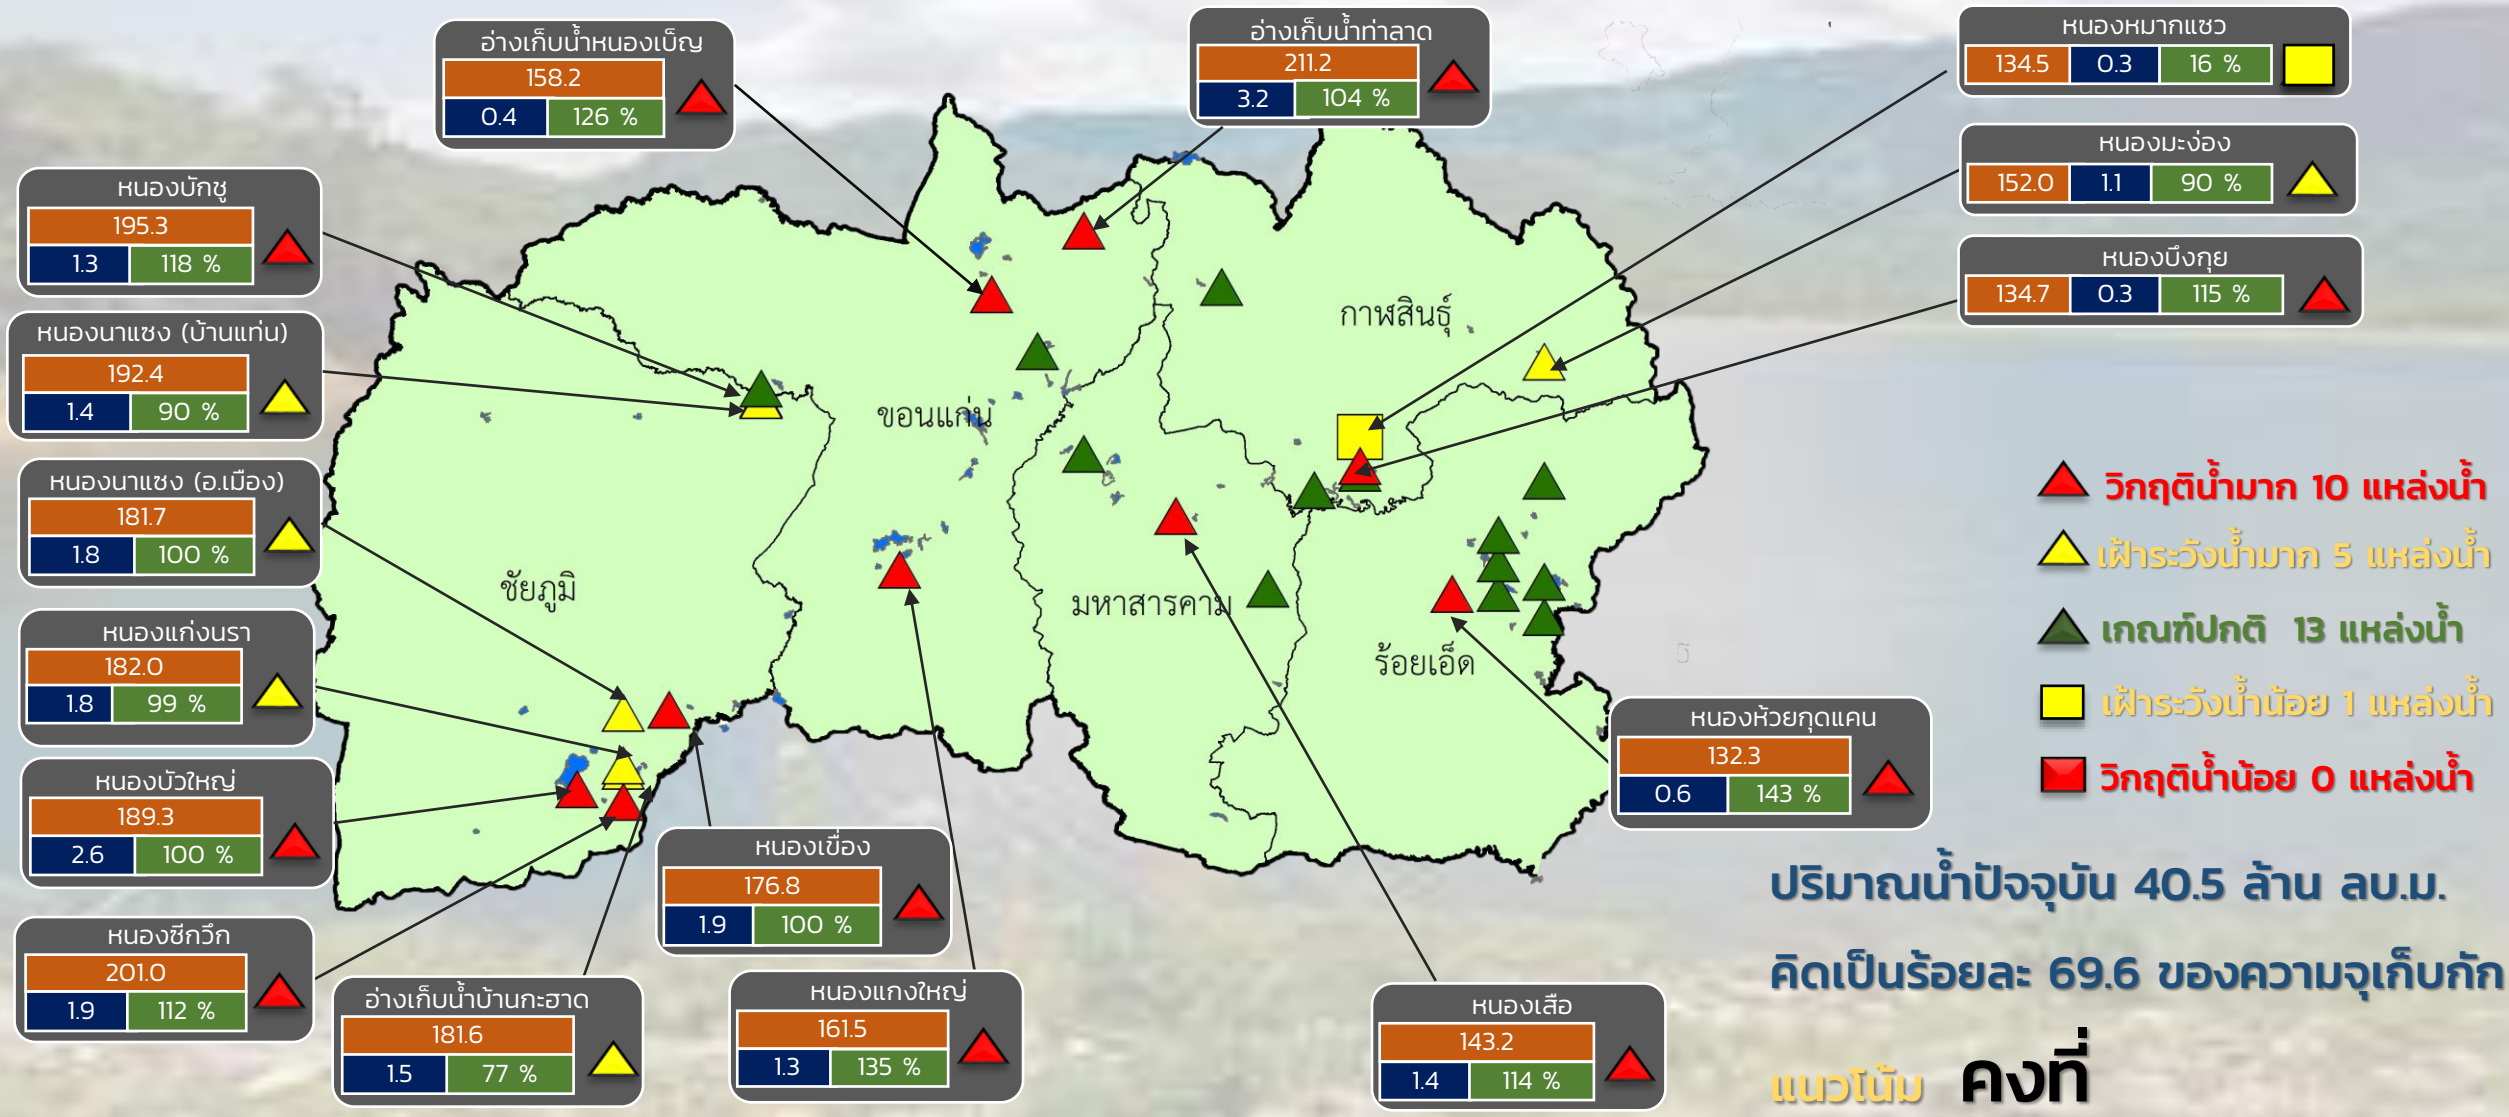 อ่างเก็บน้ำหนองเบ็ญ
158.2
0.4 126 %
อ่างเก็บน้ำท่าลาด
211.2
3.2 104 %
หนองหมากแซว
134.5 0.3 16 %
หนองมะง่อง
152.0 1.1 90 %
หนองบึงกุย
134.7 0.3 115 %
หนองบักชู
195.3
1.3 118 %
หนองนาแซง (บ้านแท่น)
192.4
1.4 90 %
หนองนาแซง (อ.เมือง)
181.7
1.8 100 %
หนองแก่งนรา
182.0
1.8 99 %
หนองบัวใหญ่
189.3
2.6 100 %
หนองซีกวึก
201.0
1.9 112 %
อ่างเก็บน้ำบ้านกะฮาด
181.6
1.5 77 %
หนองเขื่อง
176.8
1.9 100 %
หนองแกงใหญ่
161.5
1.3 135 %
หนองเสือ
143.2
1.4 114 %
หนองห้วยกุดแคน
132.3
0.6 143 %
กาฬสินธุ์
ขอนแก่น
ชัยภูมิ
มหาสารคาม
ร้อยเอ็ด
วิกฤติน้ำมาก 10 แหล่งน้ำ
เฝ้าระวังน้ำมาก 5 แหล่งน้ำ
เกณฑ์ปกติ 13 แหล่งน้ำ
เฝ้าระวังน้ำน้อย 1 แหล่งน้ำ
วิกฤติน้ำน้อย 0 แหล่งน้ำ
ปริมาณน้ำปัจจุบัน 40.5 ล้าน ลบ.ม.
คิดเป็นร้อยละ 69.6 ของความจุเก็บกัก
แนวโน้ม คงที่